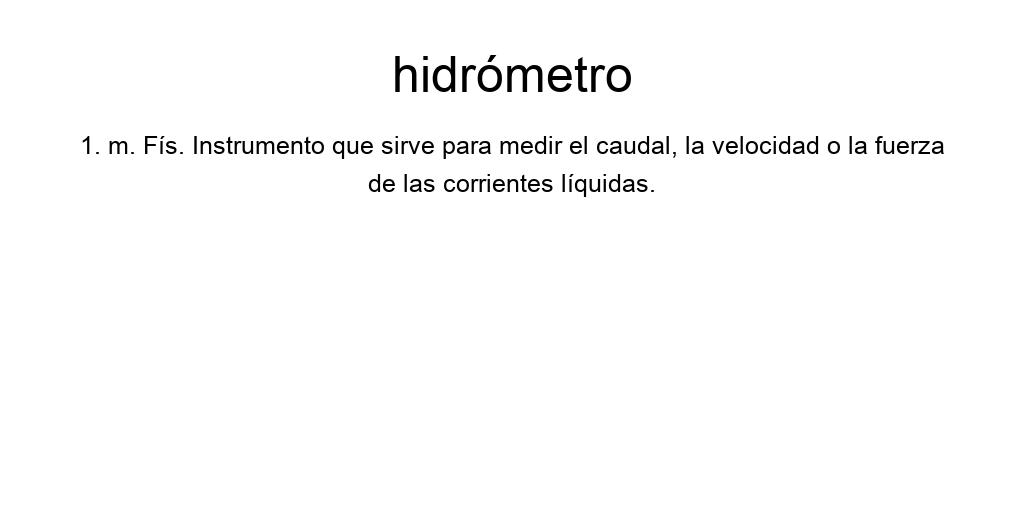 hidrómetro
1. m. Fís. Instrumento que sirve para medir el caudal, la velocidad o la fuerza
de las corrientes líquidas.